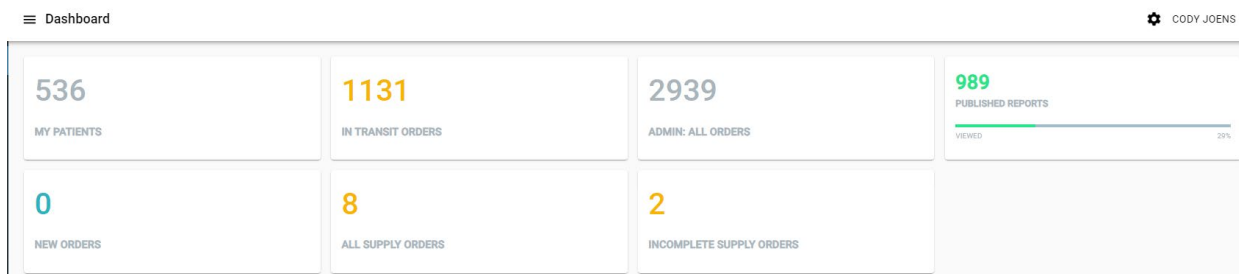 Dashboard
CODY JOENS
536
MY PATIENTS
1131
IN TRANSIT ORDERS
2939
ADMIN: ALL ORDERS
989
PUBLISHED REPORTS
VIEWED 29%
0
NEW ORDERS
8
ALL SUPPLY ORDERS
2
INCOMPLETE SUPPLY ORDERS